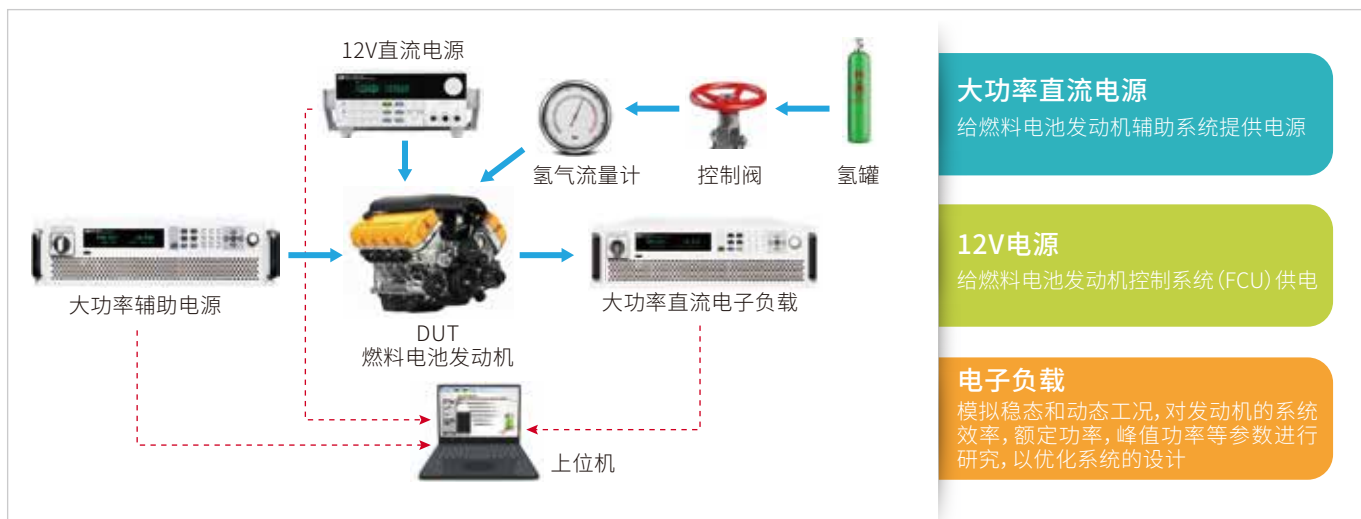 12V直流电源
氢气流量计
控制阀
氢罐
大功率辅助电源
DUT
燃料电池发动机
大功率直流电子负载
上位机
大功率直流电源
给燃料电池发动机辅助系统提供电源
12V电源
给燃料电池发动机控制系统(FCU)供电
电子负载
模拟稳态和动态工况,对发动机的系统
效率,额定功率,峰值功率等参数进行
研究,以优化系统的设计